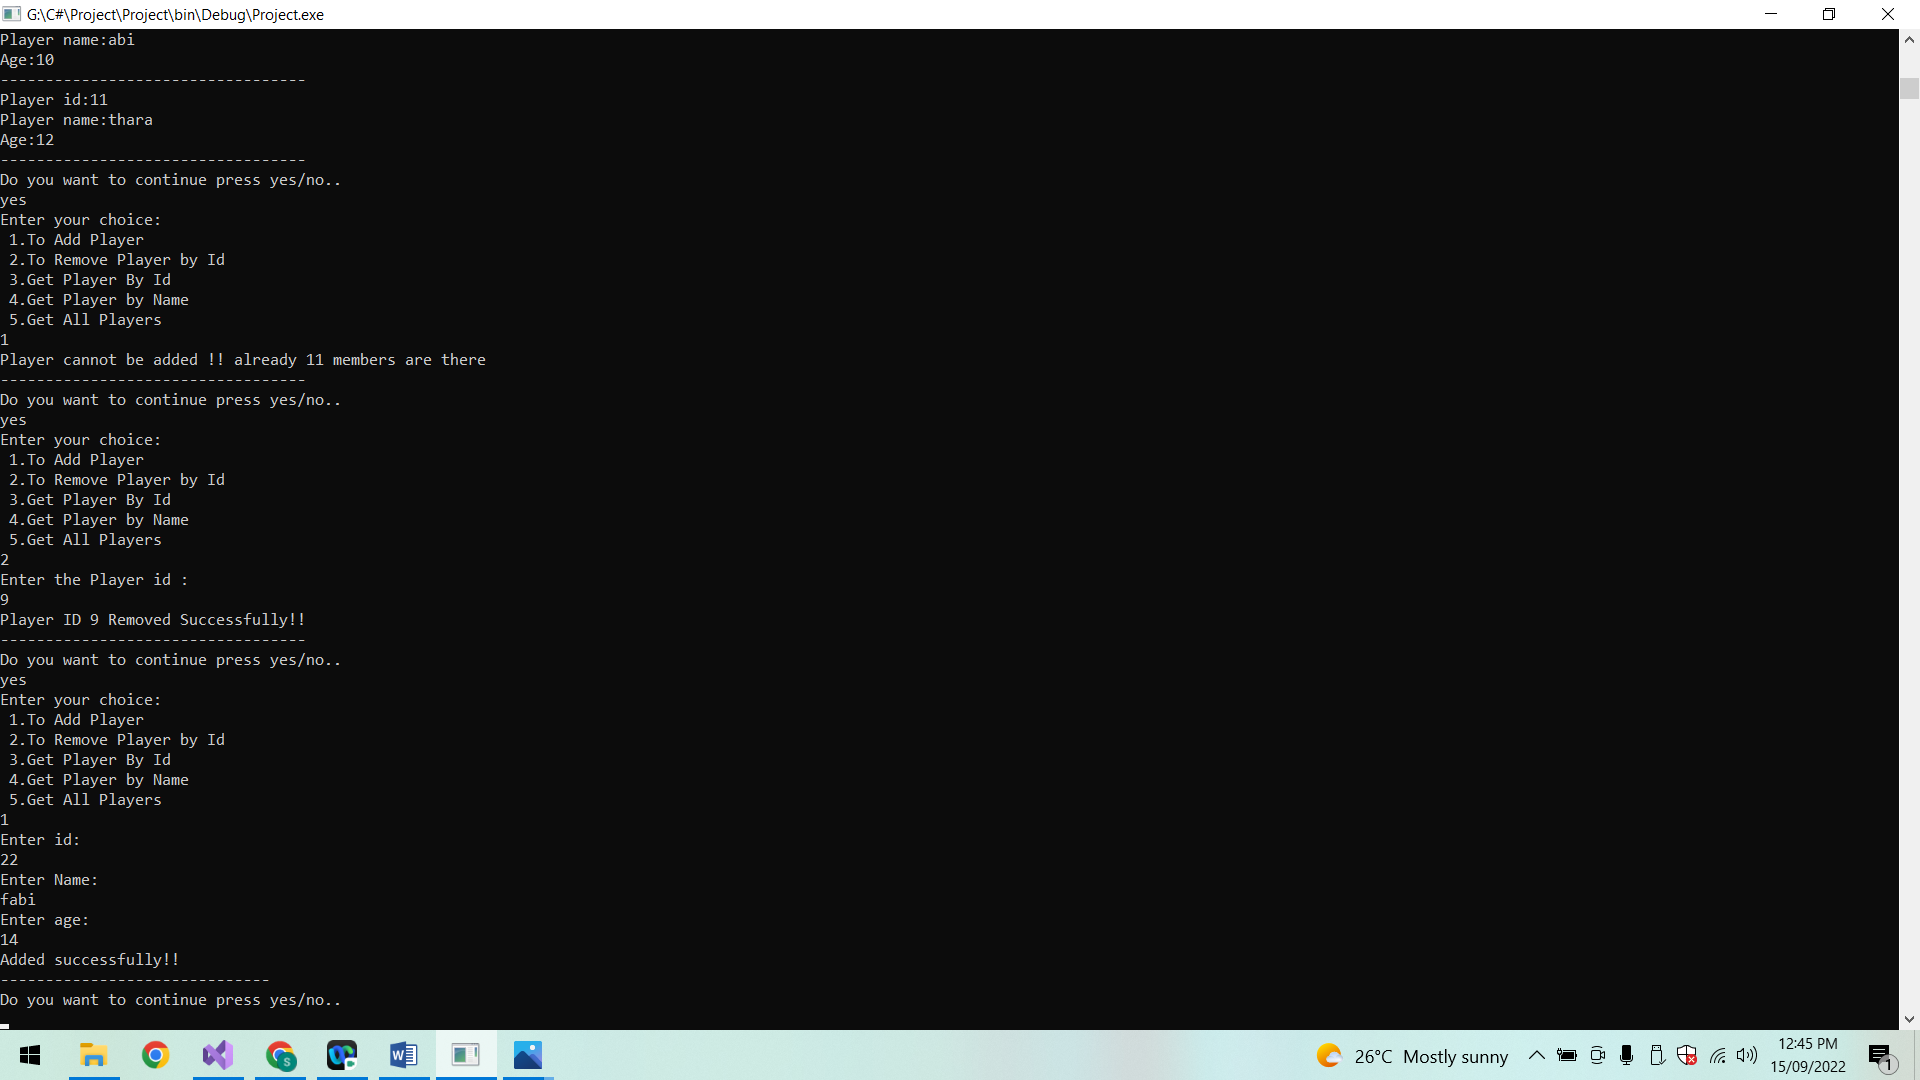 G:\C#\Project\Project\bin\Debug\Project.exe
Player name:abi
Age:10
----------------------------------
Player id:11
Player name:thara
Age:12
----------------------------------
Do you want to continue press yes/no..
yes
Enter your choice:
 1.To Add Player
 2.To Remove Player by Id
 3.Get Player By Id
 4.Get Player by Name
 5.Get All Players
1
Player cannot be added !! already 11 members are there
----------------------------------
Do you want to continue press yes/no..
yes
Enter your choice:
 1.To Add Player
 2.To Remove Player by Id
 3.Get Player By Id
 4.Get Player by Name
 5.Get All Players
2
Enter the Player id :
9
Player ID 9 Removed Successfully!!
----------------------------------
Do you want to continue press yes/no..
yes
Enter your choice:
 1.To Add Player
 2.To Remove Player by Id
 3.Get Player By Id
 4.Get Player by Name
 5.Get All Players
1
Enter id:
22
Enter Name:
fabi
Enter age:
14
Added successfully!!
------------------------------
Do you want to continue press yes/no..
S
W
26°C Mostly sunny
12:45 PM
15/09/2022
1